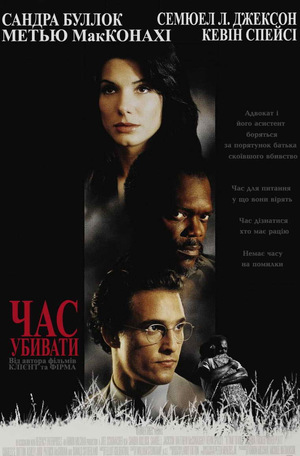 САНДРА БУЛЛОК
СЕМЮЕЛ Л. ДЖЕКСОН
МЕТЬЮ МакКОНАХІ
КЕВІН СПЕЙСІ
Адвокат і
його асистент
боряться
за порятунок батька
скоївшого вбивство
Час для питання
у що вони вірять
Час дізнатися
хто має рацію
Немає часу
на помилки
ЧАС
УБИВАТИ
Від автора фільмів
КЛІЄНТ та ФІРМА